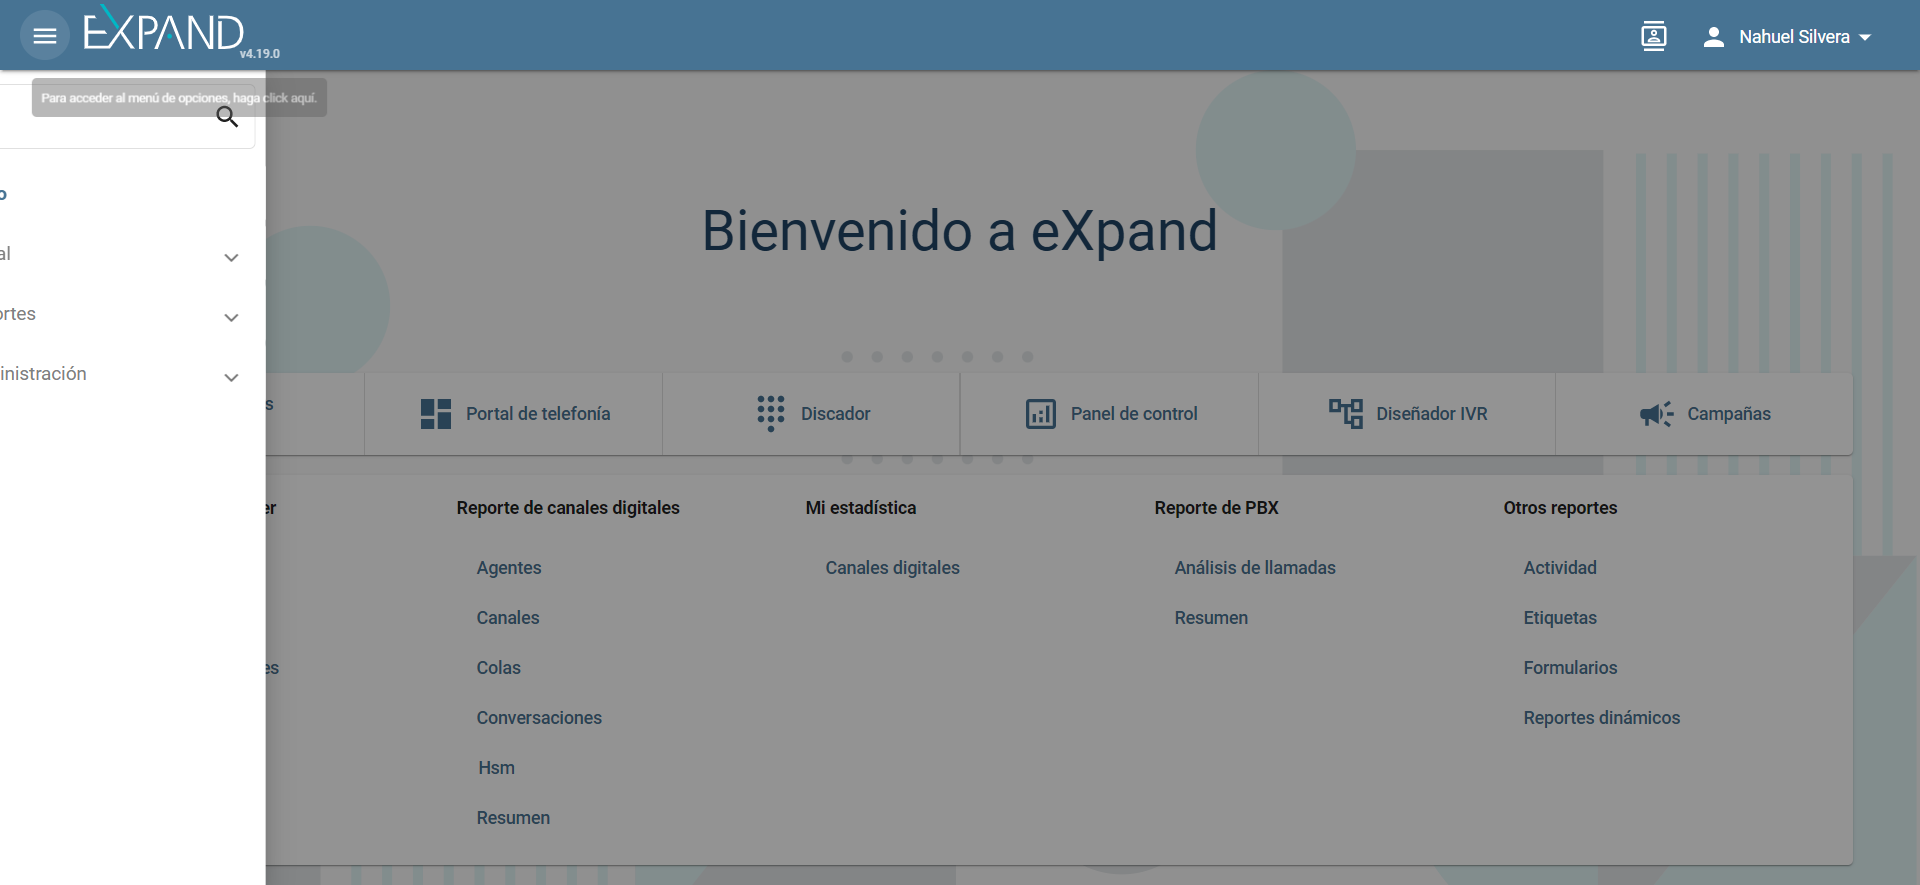 EXPAND
v4.19.0
Nahuel Silvera
Para acceder al menú de opciones, haga click aquí.
o
al
ortes
inistración
Bienvenido a eXpand
s
Portal de telefonía
Discador
Panel de control
Diseñador IVR
Campañas
er
es
Reporte de canales digitales
Agentes
Canales
Colas
Conversaciones
Hsm
Resumen
Mi estadística
Canales digitales
Reporte de PBX
Análisis de llamadas
Resumen
Otros reportes
Actividad
Etiquetas
Formularios
Reportes dinámicos